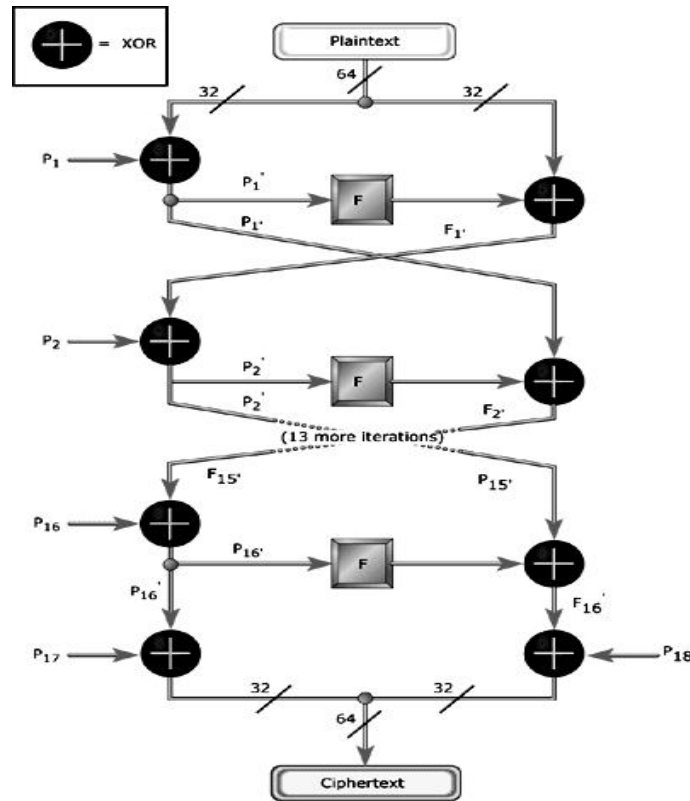 = XOR
Plaintext
64
32
32
P1
P1'
F
P1'
F1'
P2
P2'
F
P2'
F2'
(13 more iterations)
F15'
P15'
P16
P16'
F
P16'
F16'
P17
P18
32
32
64
Ciphertext